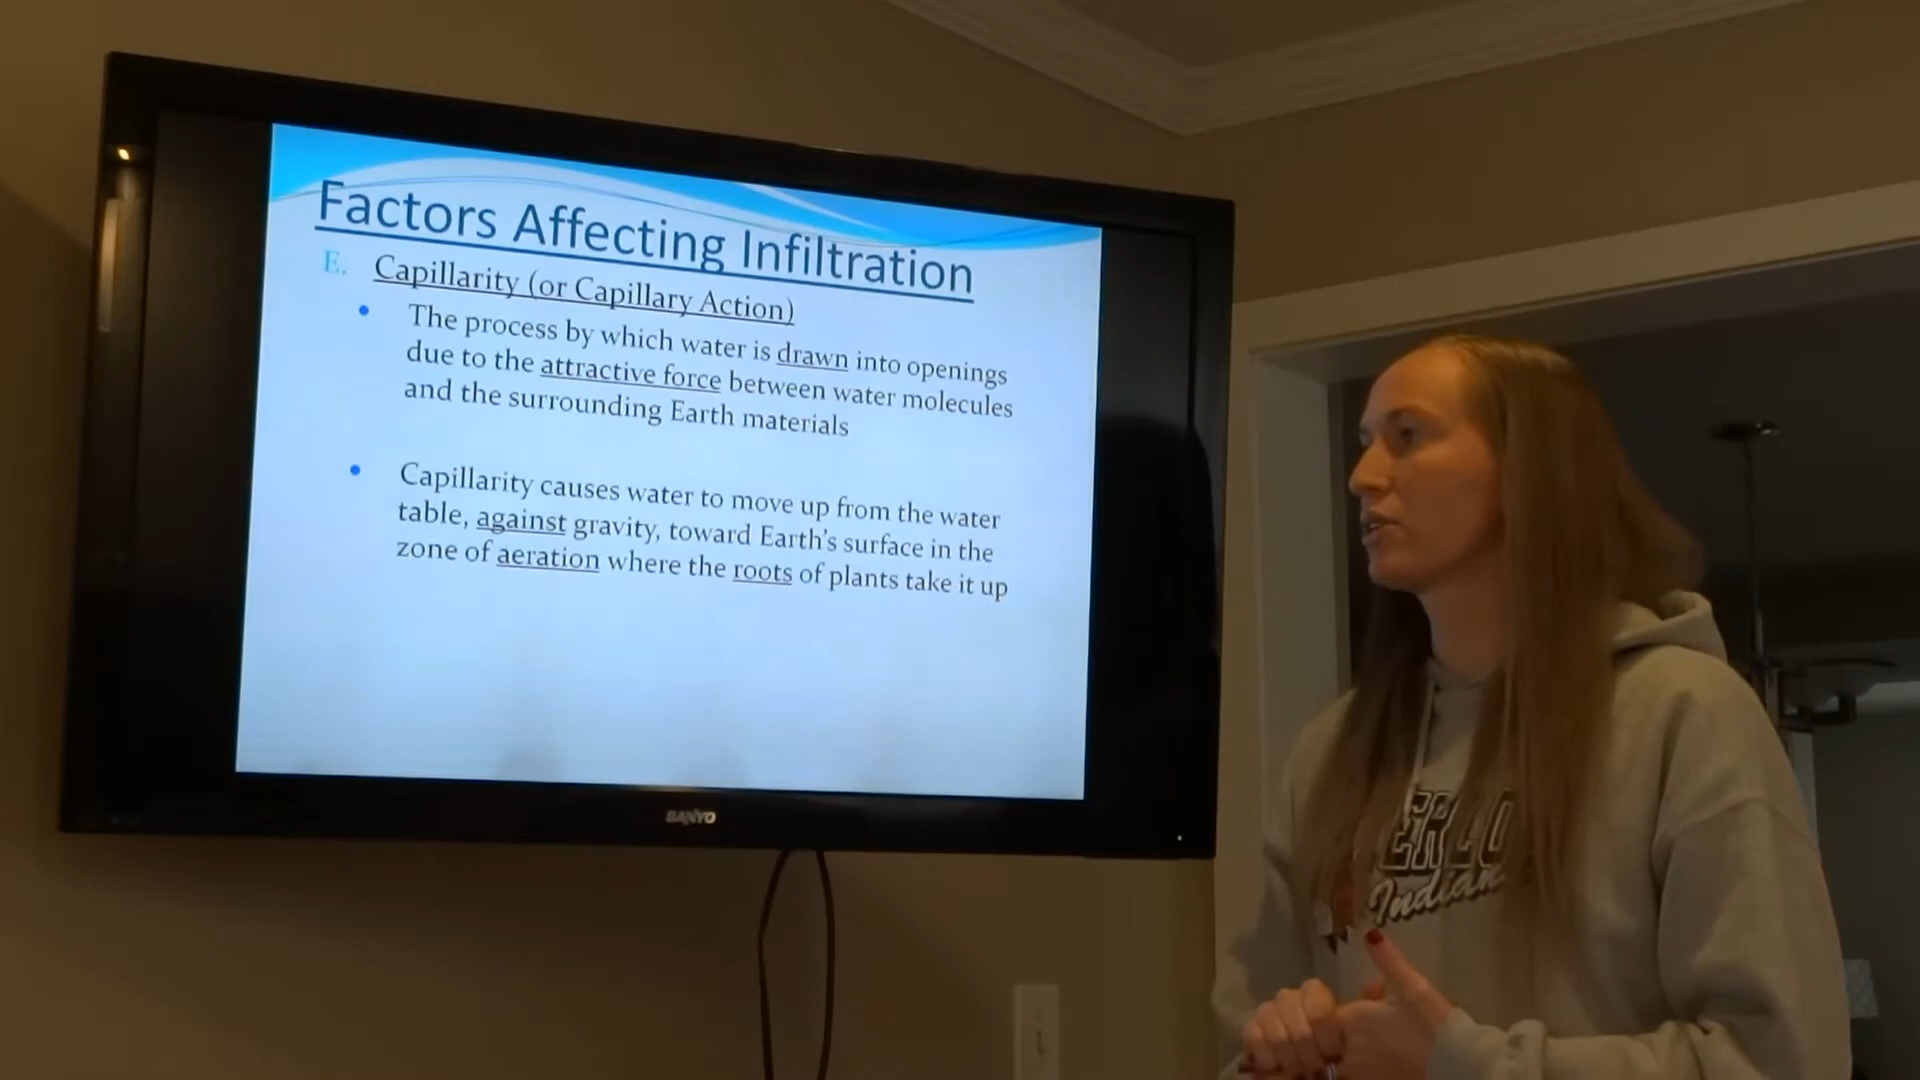 Factors Affecting Infiltration
E. Capillarity (or Capillary Action)
• The process by which water is drawn into openings
due to the attractive force between water molecules
and the surrounding Earth materials
• Capillarity causes water to move up from the water
table, against gravity, toward Earth's surface in the
zone of aeration where the roots of plants take it up
SANYO